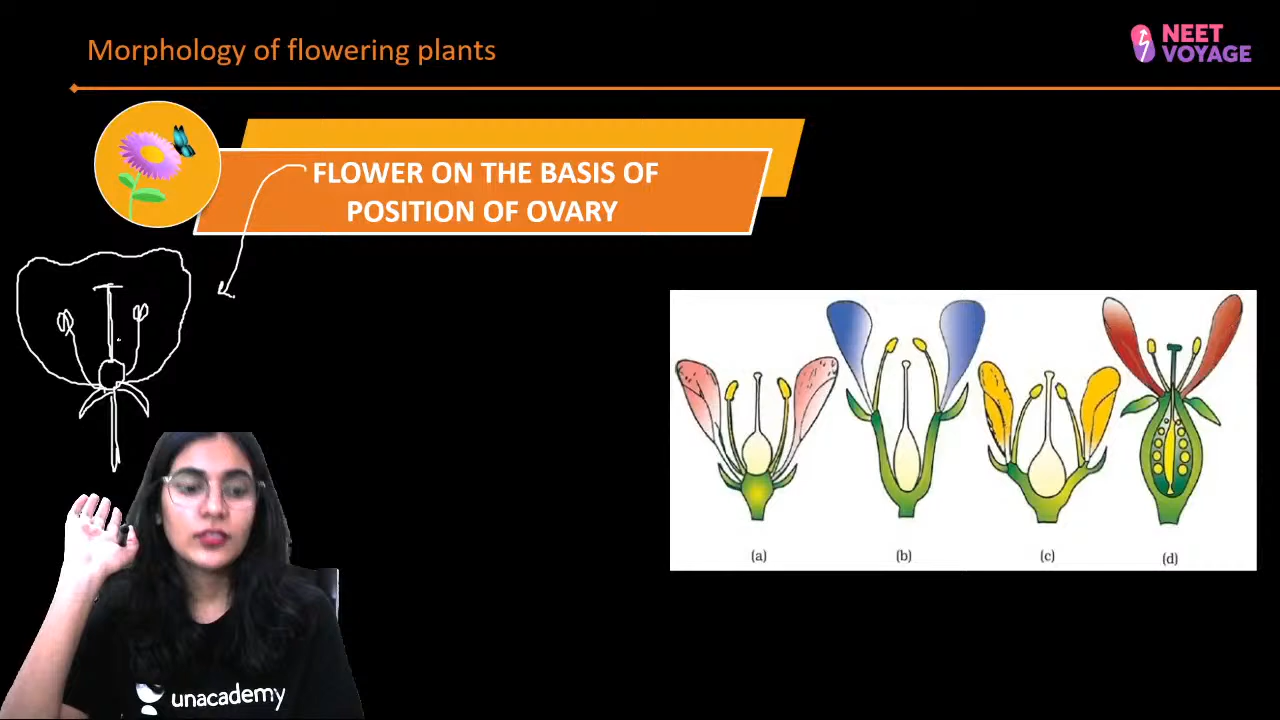 Morphology of flowering plants
NEET
VOYAGE
FLOWER ON THE BASIS OF
POSITION OF OVARY
(a)
(b)
(c)
(d)
unacademy